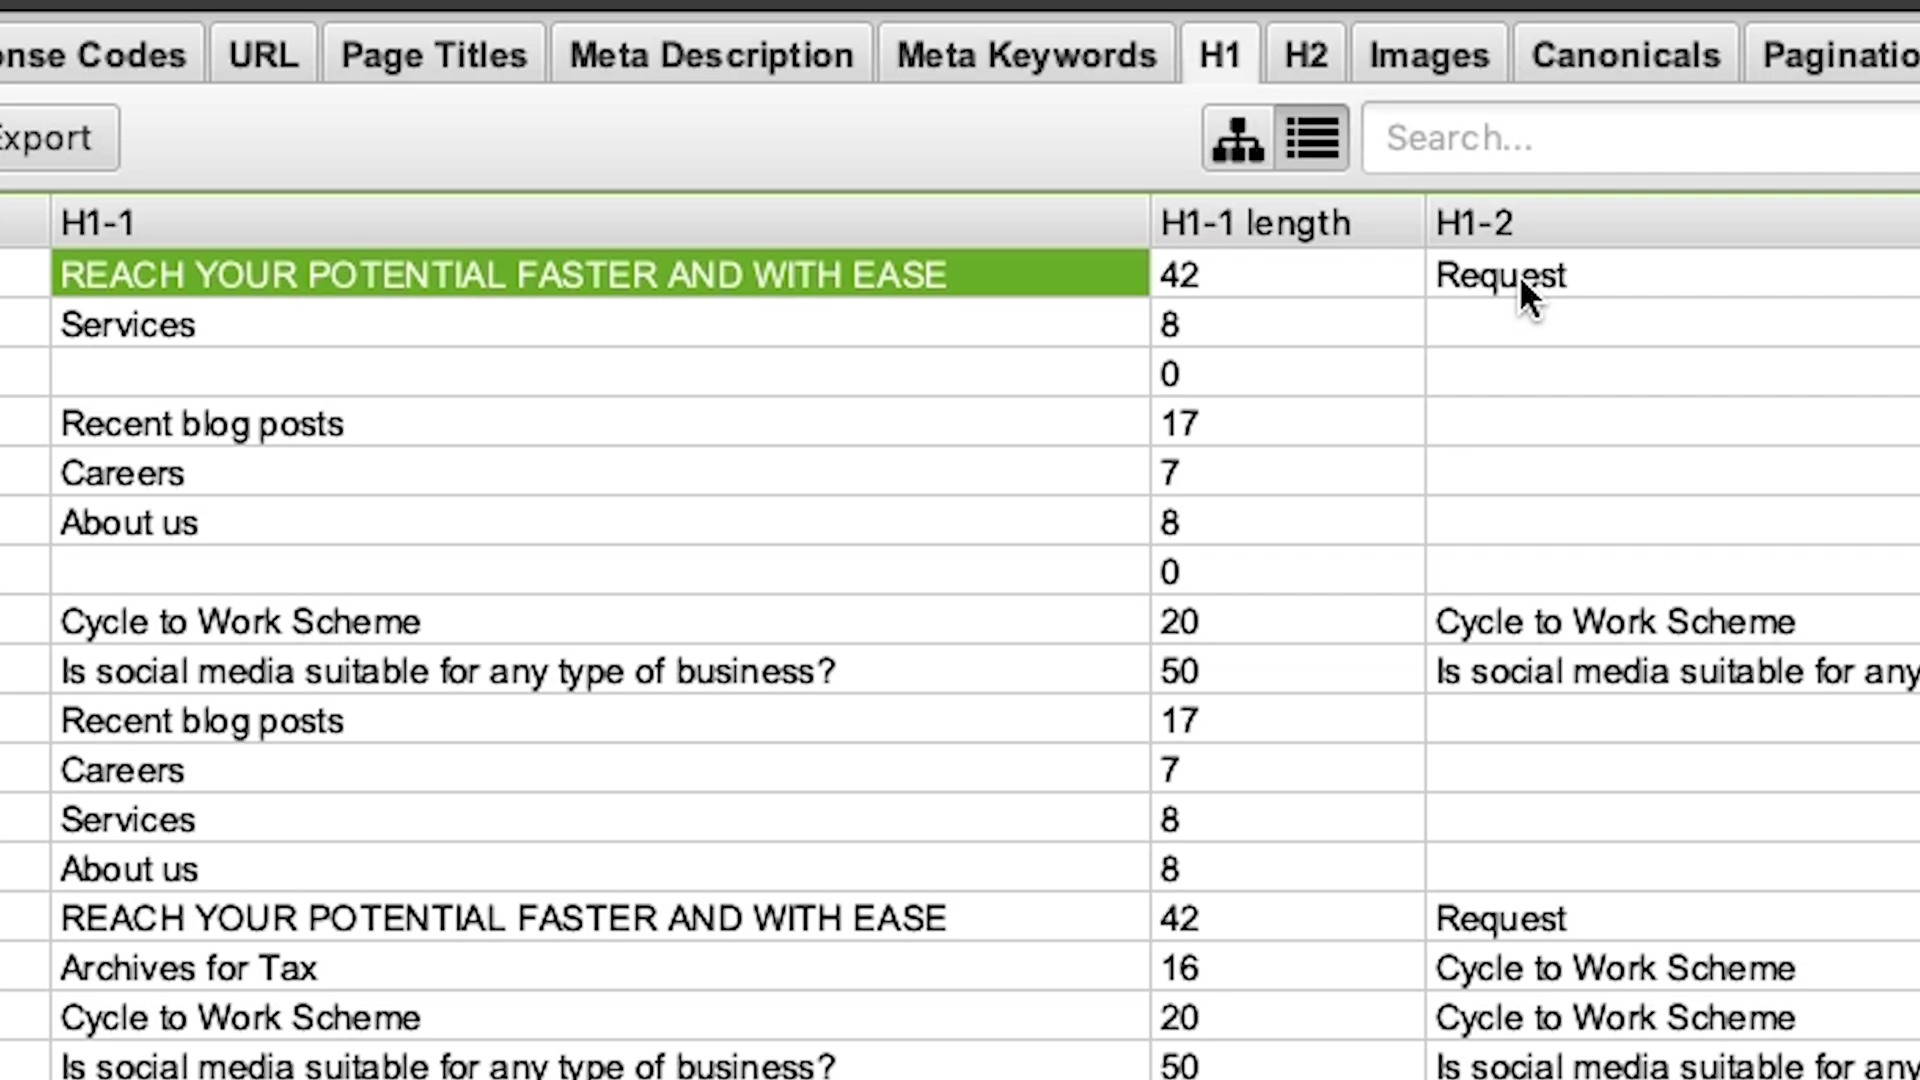 onse Codes URL Page Titles Meta Description Meta Keywords H1 H2 Images Canonicals Paginatio
Export Search...
H1-1 H1-1 length H1-2
REACH YOUR POTENTIAL FASTER AND WITH EASE 42 Request
Services 8
0
Recent blog posts 17
Careers 7
About us 8
0
Cycle to Work Scheme 20 Cycle to Work Scheme
Is social media suitable for any type of business? 50 Is social media suitable for any
Recent blog posts 17
Careers 7
Services 8
About us 8
REACH YOUR POTENTIAL FASTER AND WITH EASE 42 Request
Archives for Tax 16 Cycle to Work Scheme
Cycle to Work Scheme 20 Cycle to Work Scheme
Is social media suitable for any type of business? 50 Is social media suitable for any